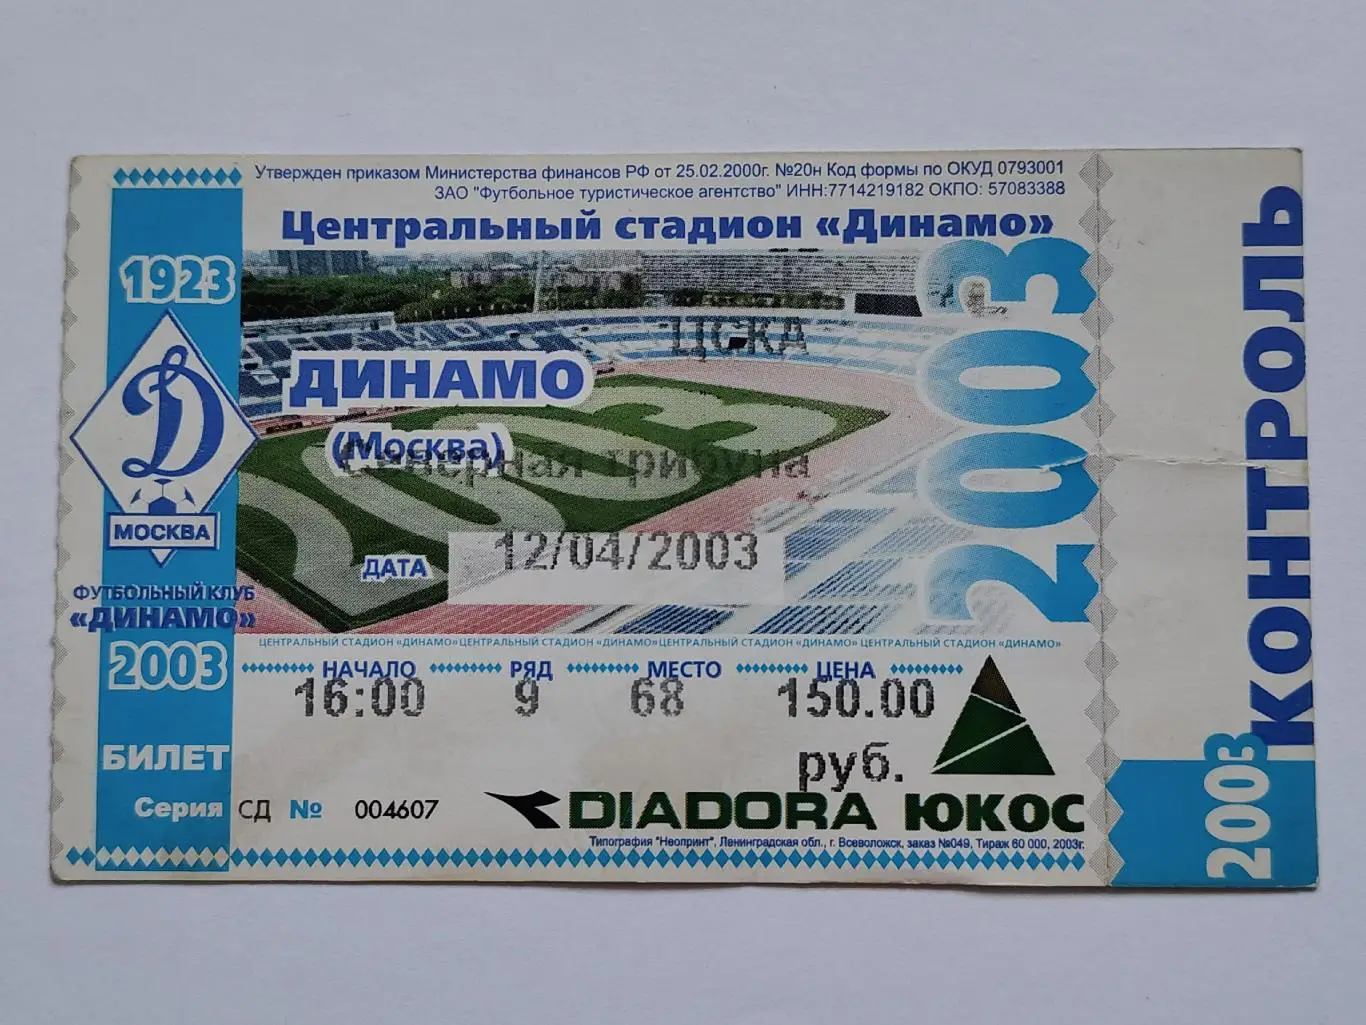 Утвержден приказом Министерства финансов РФ от 25.02.2000г. №20н Код формы по ОКУД 0793001
ЗАО "Футбольное туристическое агентство" ИНН:7714219182 ОКПО: 57083388
Центральный стадион «Динамо»
1923
Д
МОСКВА
ФУТБОЛЬНЫЙ КЛУБ
«ДИНАМО»
2003
БИЛЕТ
Серия СД № 004607
ЦСКА
ДИНАМО
(Москва)
Северная трибуна
ДАТА 12/04/2003
2003
ЦЕНТРАЛЬНЫЙ СТАДИОН «ДИНАМО» ЦЕНТРАЛЬНЫЙ СТАДИОН «ДИНАМО» ЦЕНТРАЛЬНЫЙ СТАДИОН «ДИНАМО» ЦЕНТРАЛЬНЫЙ СТАДИОН «ДИНАМО»
НАЧАЛО РЯД МЕСТО ЦЕНА
16:00 9 68 150.00
руб.
DIADORA ЮКОС
Типография "Неопринт", Ленинградская обл., г. Всеволожск, заказ №049, Тираж 60 000, 2003г.
КОНТРОЛЬ
2003